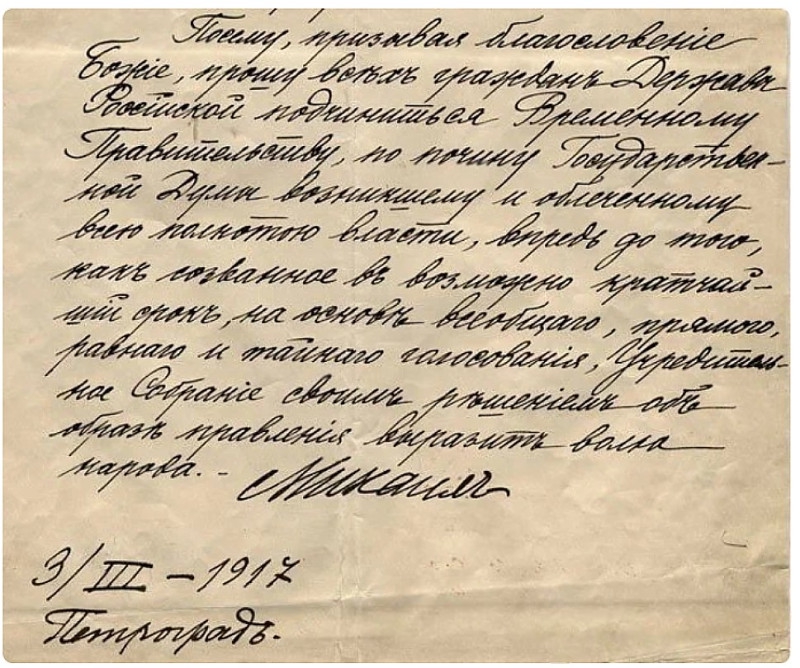 Посему, призывая благословеніе
Божіе, прошу всѣхъ гражданъ Державы
Россійской подчиниться Временному
Правительству, по почину Государствен-
ной Думы возникшему и облеченному
всею полнотою власти, впредь до того,
какъ созванное въ возможно кратчай-
шій срокъ, на основѣ всеобщаго, прямого,
равнаго и тайнаго голосованія, Учредитель-
ное Собраніе своимъ рѣшеніемъ объ
образѣ правленія выразитъ волю
народа. -
Михаилъ
3/III - 1917
Петроградъ.